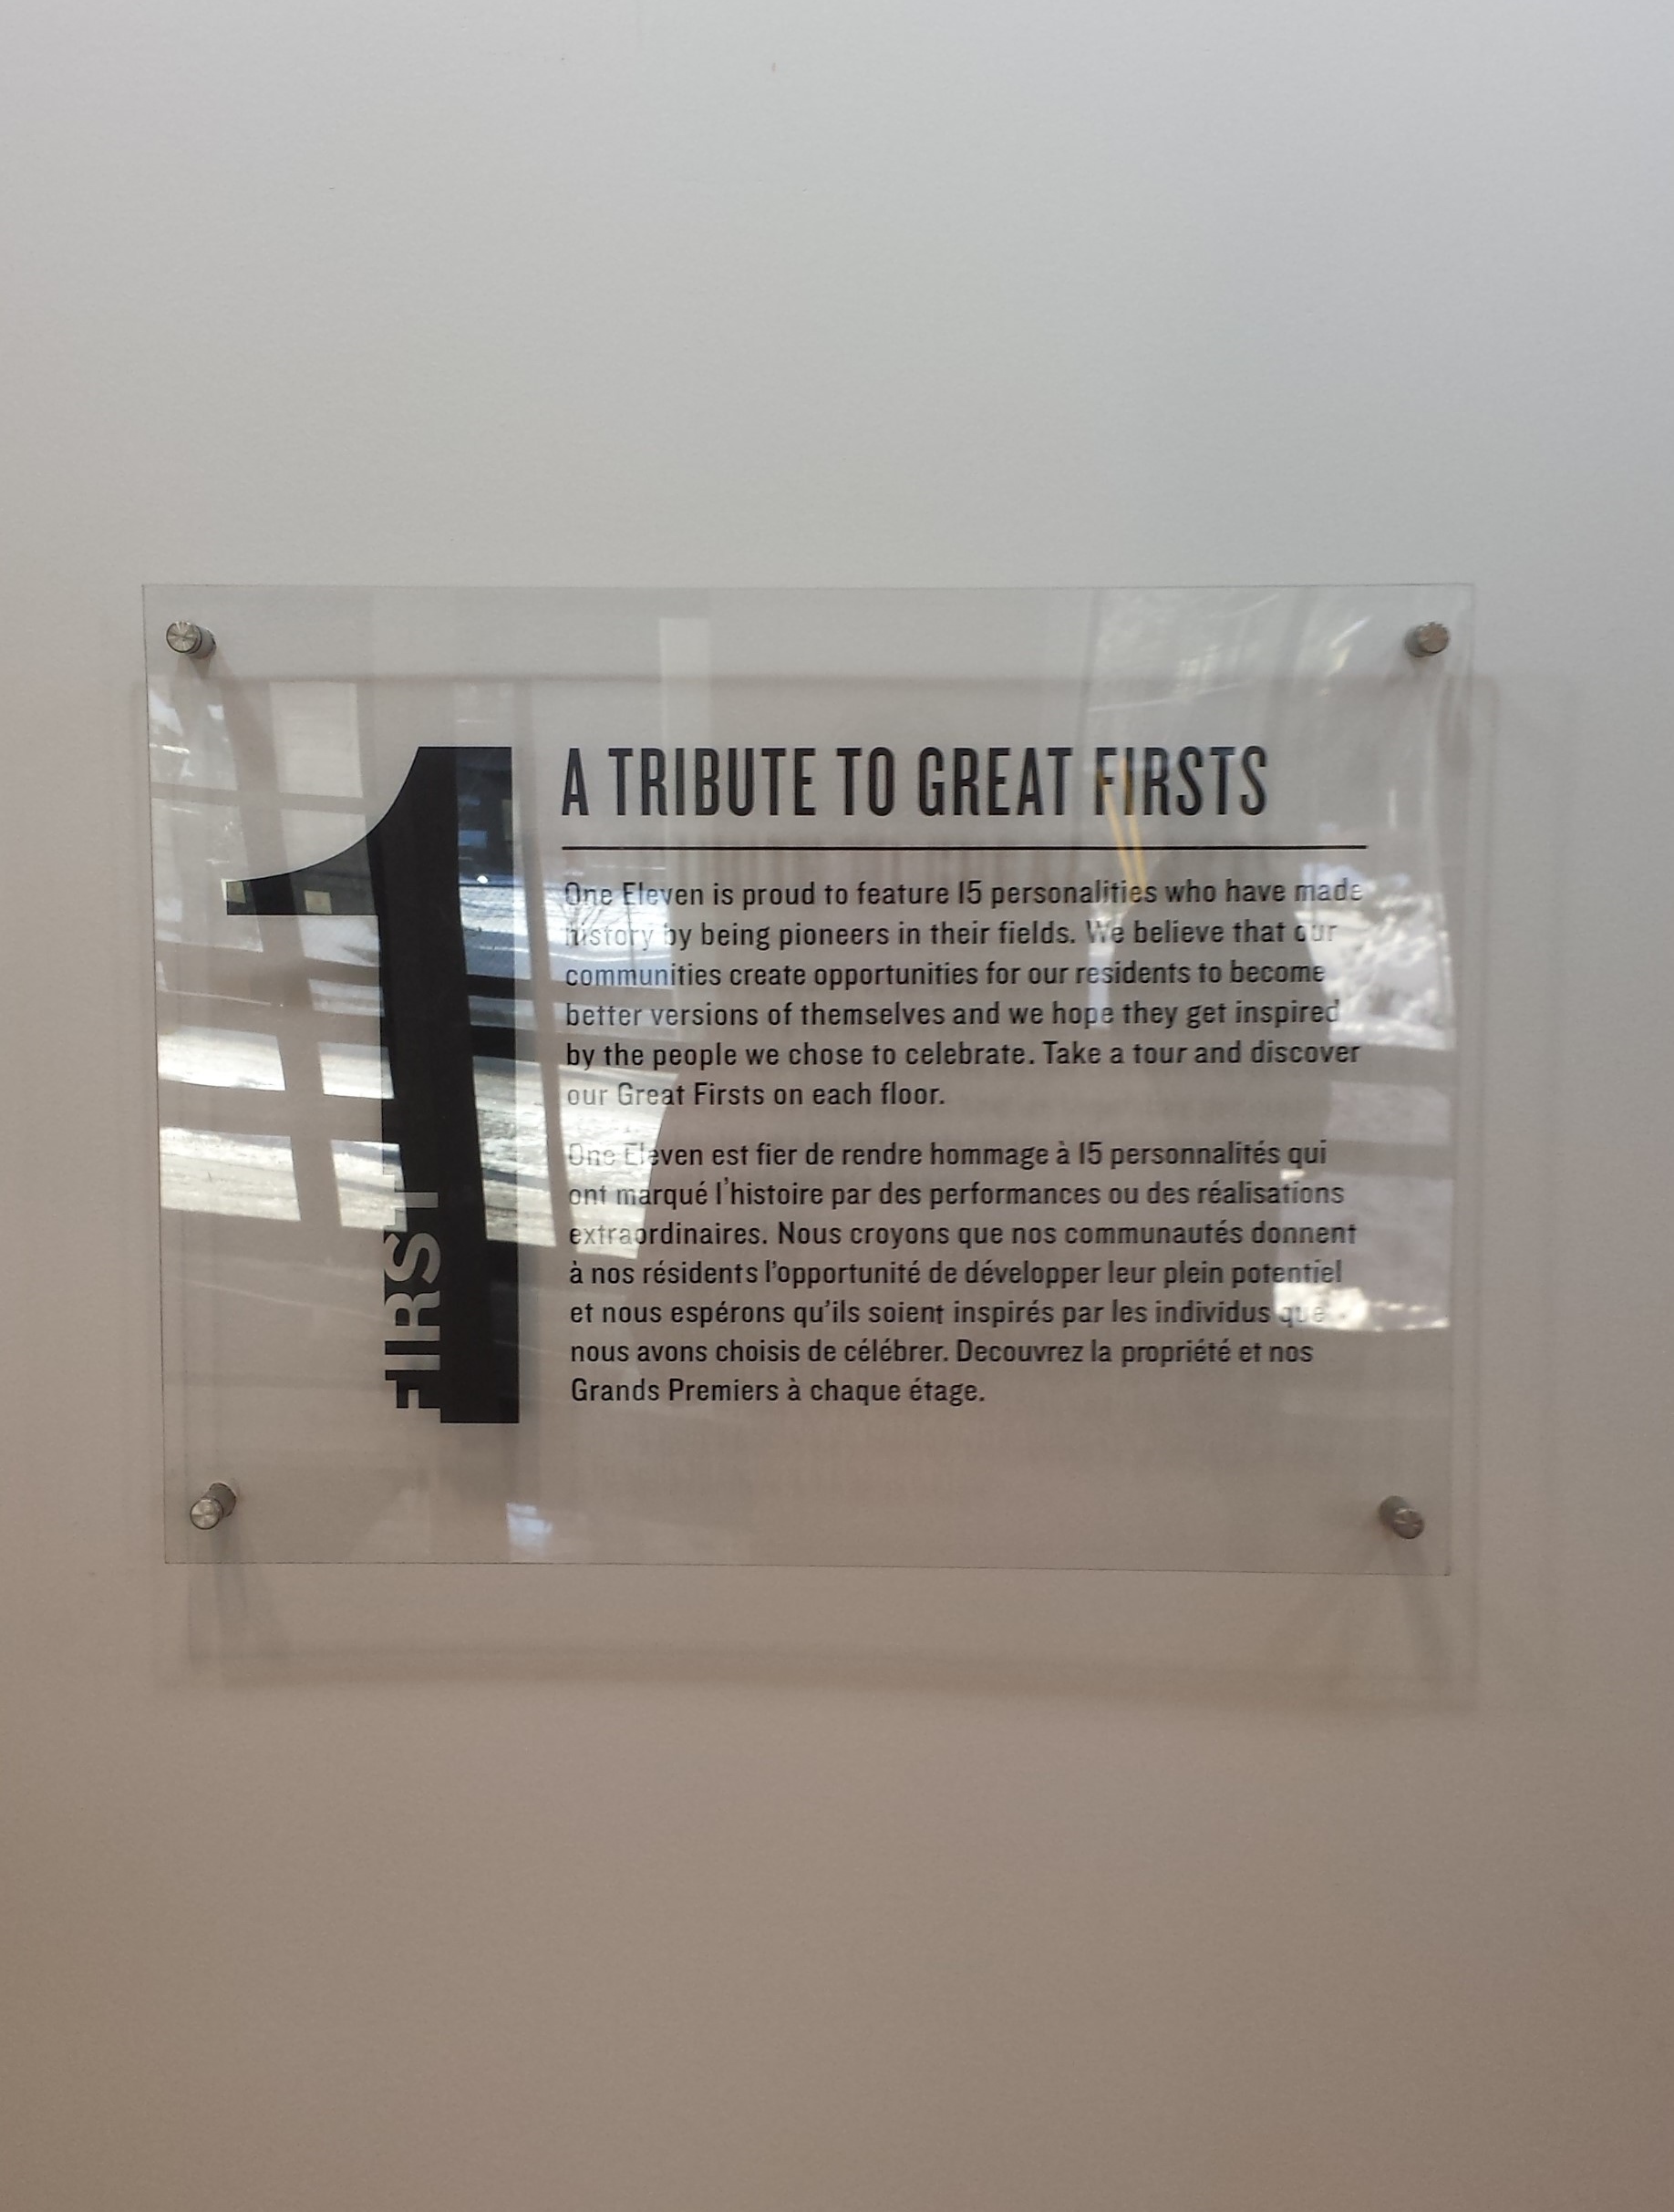 1
FIRST
A TRIBUTE TO GREAT FIRSTS
One Eleven is proud to feature 15 personalities who have made
history by being pioneers in their fields. We believe that our
communities create opportunities for our residents to become
better versions of themselves and we hope they get inspired
by the people we chose to celebrate. Take a tour and discover
our Great Firsts on each floor.
One Eleven est fier de rendre hommage à 15 personnalités qui
ont marqué l'histoire par des performances ou des réalisations
extraordinaires. Nous croyons que nos communautés donnent
à nos résidents l'opportunité de développer leur plein potentiel
et nous espérons qu'ils soient inspirés par les individus que
nous avons choisis de célébrer. Decouvrez la propriété et nos
Grands Premiers à chaque étage.